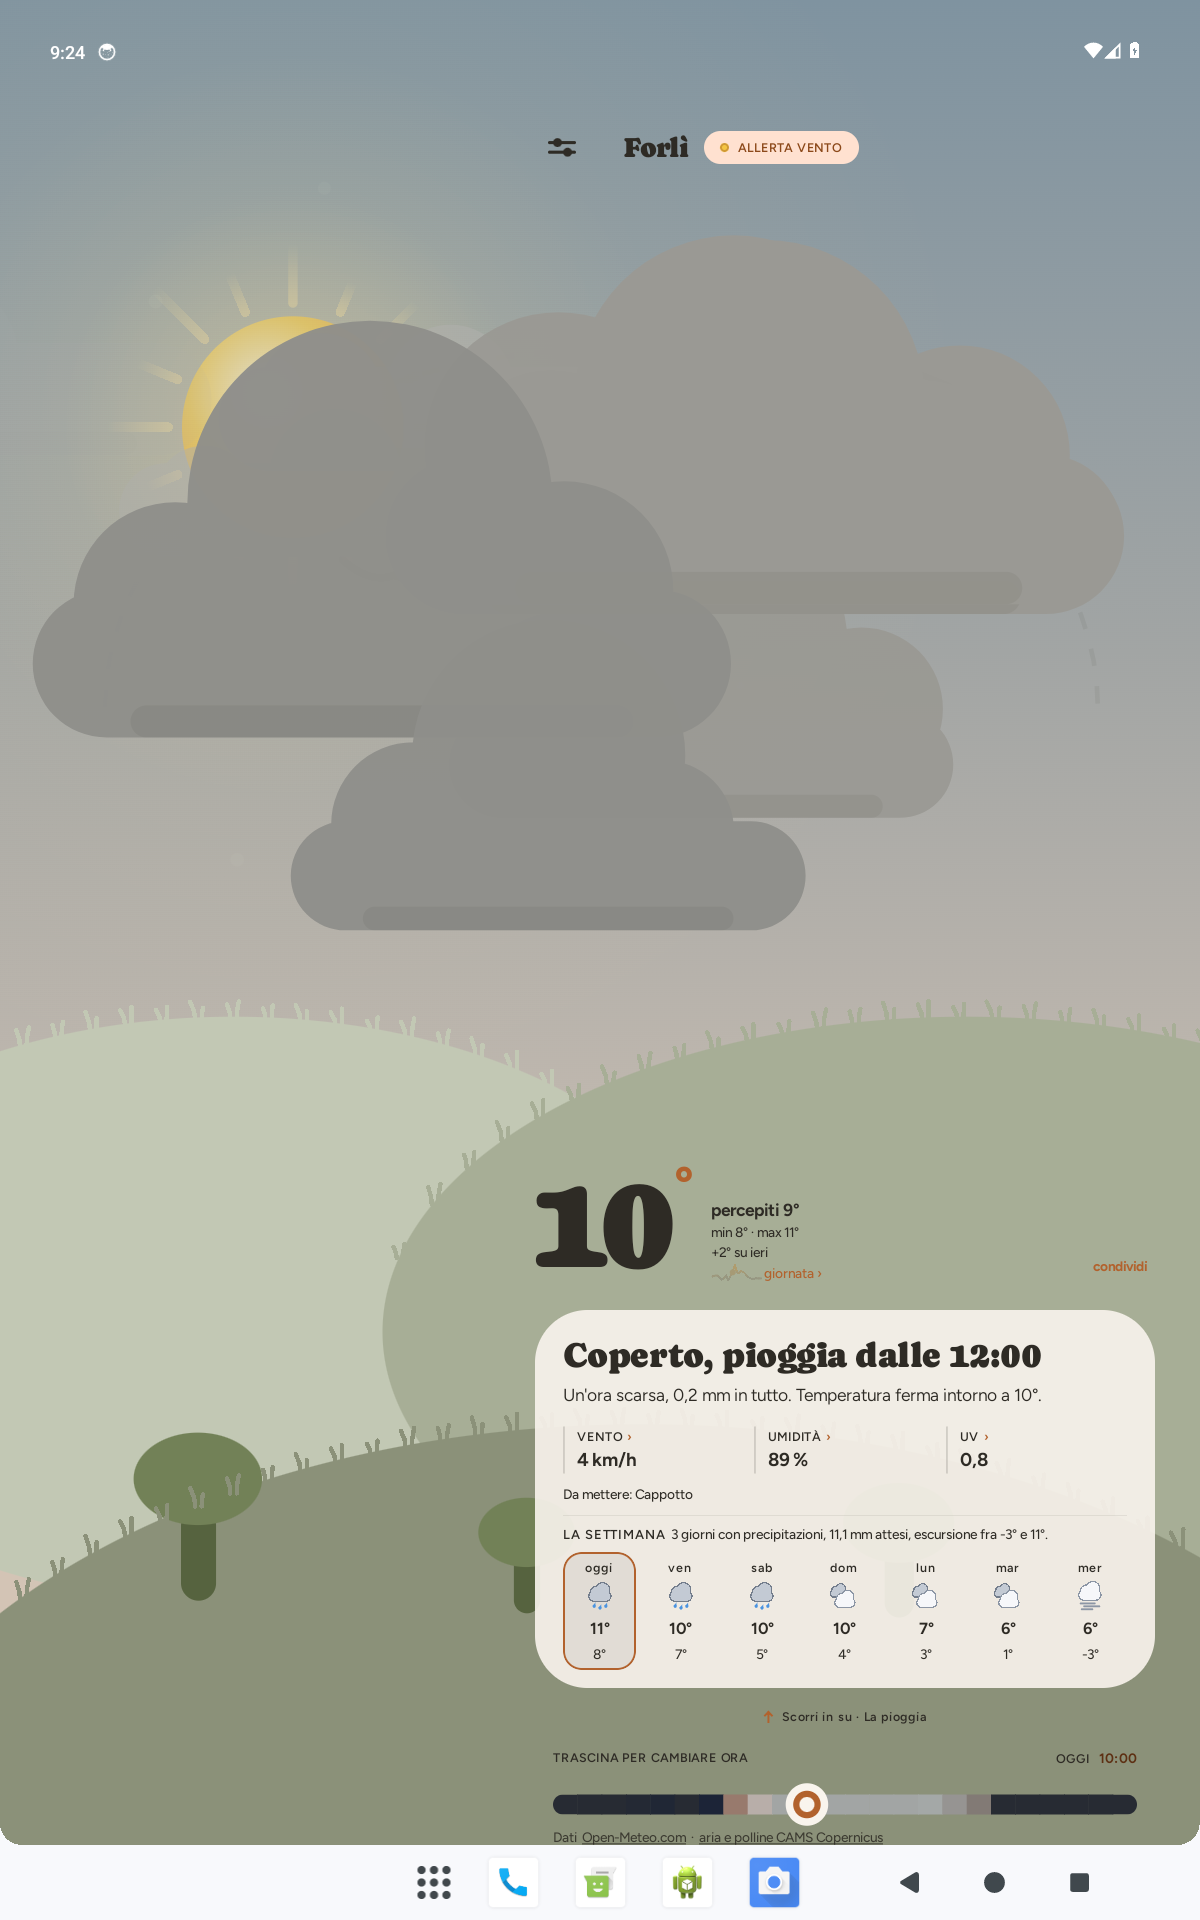 9:24
Forlì
ALLERTA VENTO
10°
percepiti 9°
min 8° · max 11°
+2° su ieri
giornata ›
condividi
Coperto, pioggia dalle 12:00
Un'ora scarsa, 0,2 mm in tutto. Temperatura ferma intorno a 10°.
VENTO › UMIDITÀ › UV ›
4 km/h 89 % 0,8
Da mettere: Cappotto
LA SETTIMANA 3 giorni con precipitazioni, 11,1 mm attesi, escursione fra -3° e 11°.
oggi ven sab dom lun mar mer
11° 10° 10° 10° 7° 6° 6°
8° 7° 5° 4° 3° 1° -3°
↑ Scorri in su · La pioggia
TRASCINA PER CAMBIARE ORA OGGI 10:00
Dati Open-Meteo.com · aria e polline CAMS Copernicus